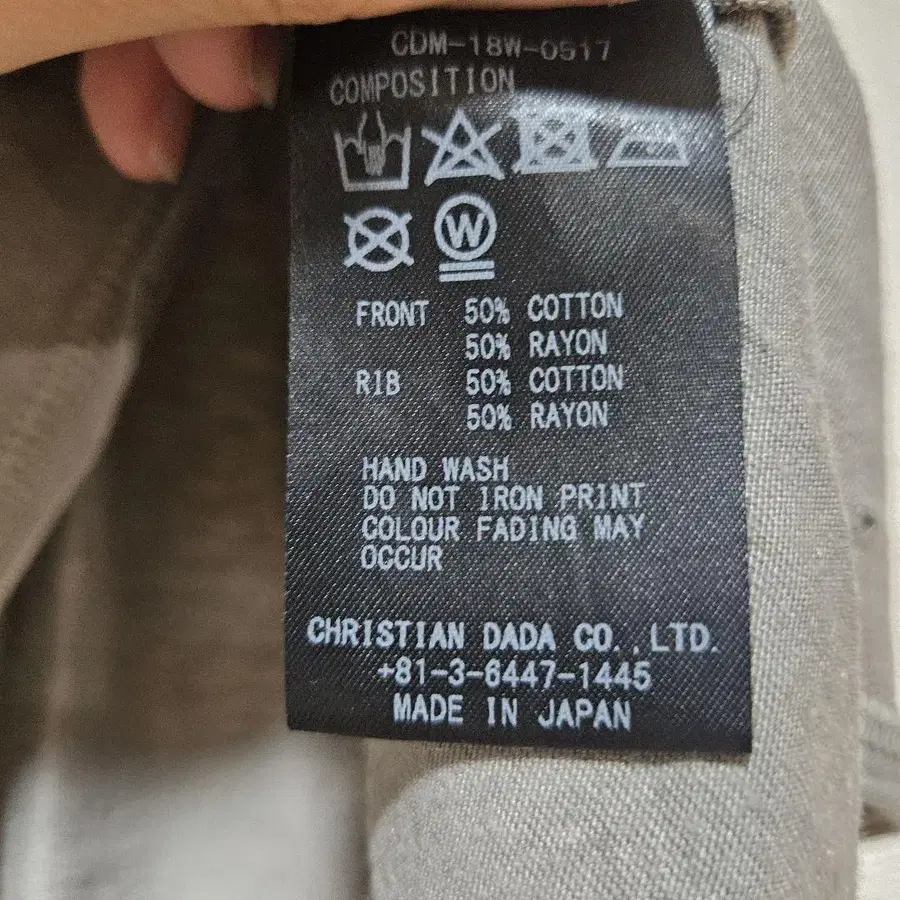 CDM-18W-0517
COMPOSITION
W
FRONT 50% COTTON
50% RAYON
RIB 50% COTTON
50% RAYON
HAND WASH
DO NOT IRON PRINT
COLOUR FADING MAY
OCCUR
CHRISTIAN DADA CO.,LTD.
+81-3-6447-1445
MADE IN JAPAN